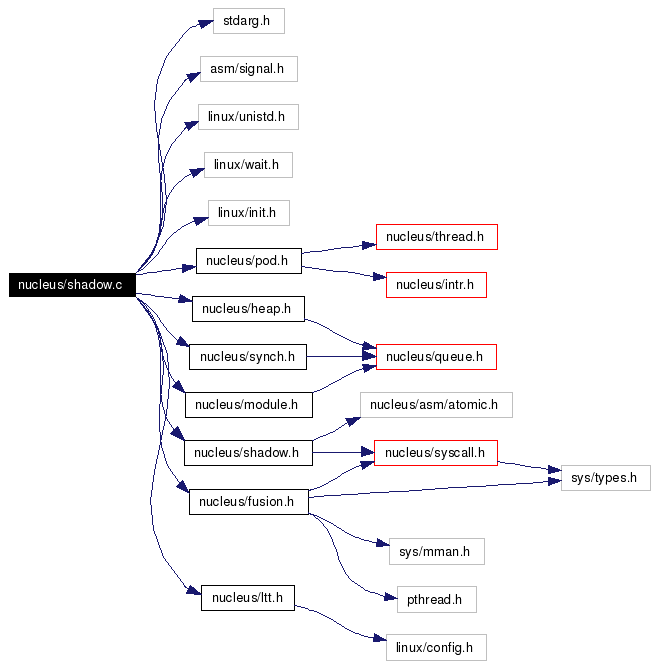 stdarg.h
asm/signal.h
linux/unistd.h
linux/wait.h
linux/init.h
nucleus/thread.h
nucleus/pod.h
nucleus/shadow.c
nucleus/intr.h
nucleus/heap.h
nucleus/synch.h
nucleus/queue.h
nucleus/module.h
nucleus/asm/atomic.h
nucleus/shadow.h
nucleus/syscall.h
sys/types.h
nucleus/fusion.h
sys/mman.h
nucleus/ltt.h
pthread.h
linux/config.h